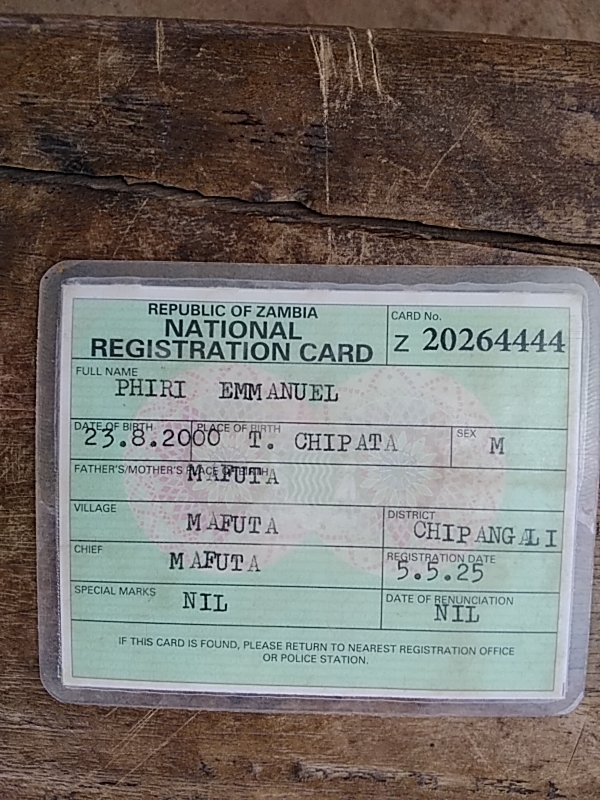 REPUBLIC OF ZAMBIA
NATIONAL
REGISTRATION CARD
CARD No.
Z 20264444
FULL NAME
PHIRI EMMANUEL
DATE OF BIRTH
23.8.2000
PLACE OF BIRTH
T. CHIPATA
SEX
M
FATHER'S/MOTHER'S PLACE OF BIRTH
MAFUTA
VILLAGE
MAFUTA
DISTRICT
CHIPANGALI
CHIEF
MAFUTA
REGISTRATION DATE
5.5.25
SPECIAL MARKS
NIL
DATE OF RENUNCIATION
NIL
IF THIS CARD IS FOUND, PLEASE RETURN TO NEAREST REGISTRATION OFFICE
OR POLICE STATION.